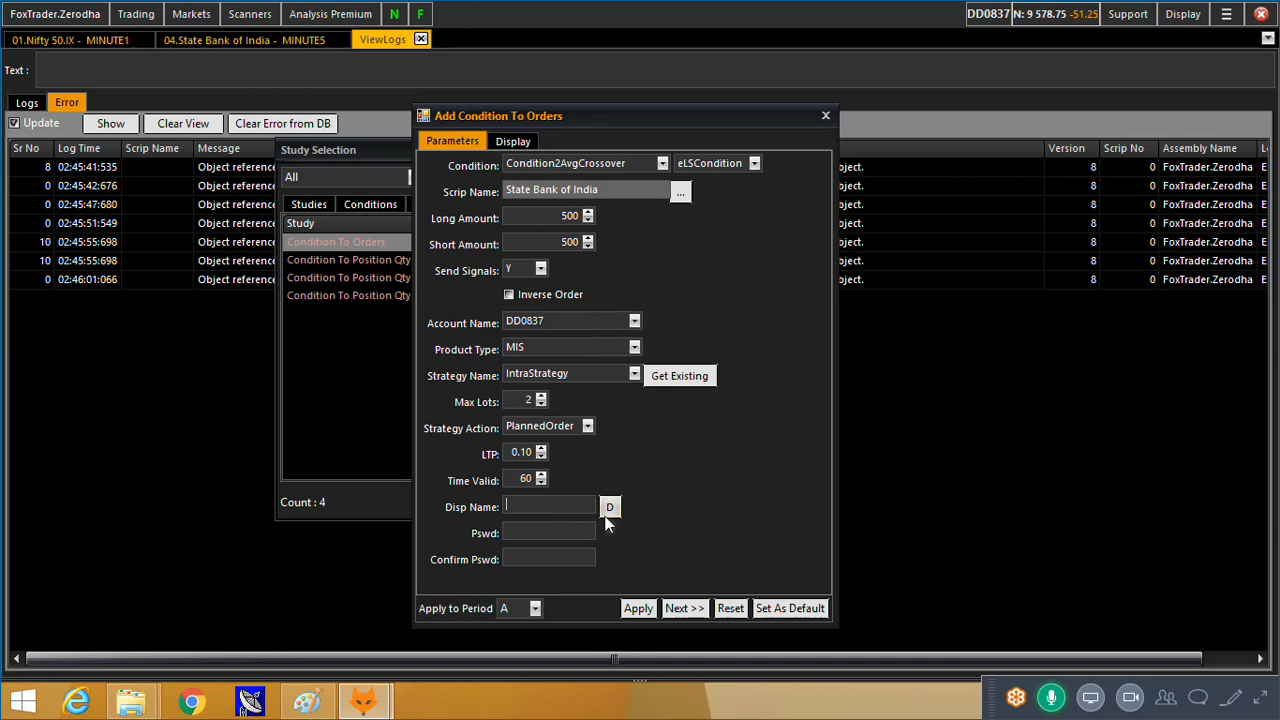 FoxTrader.Zerodha Trading Markets Scanners Analysis Premium N F DD0837 N: 9 578.75 -51.25 Support Display
01.Nifty 50.IX - MINUTE1 04.State Bank of India - MINUTE5 ViewLogs
Text :
Logs Error
Update Show Clear View Clear Error from DB
Sr No Log Time Scrip Name Message Version Scrip No Assembly Name
8 02:45:41:535 Object reference ject. 8 0 FoxTrader.Zerodha E
0 02:45:42:676 Object reference ject. 8 0 FoxTrader.Zerodha E
0 02:45:47:680 Object reference ject. 8 0 FoxTrader.Zerodha E
0 02:45:51:549 Object reference ject. 8 0 FoxTrader.Zerodha E
10 02:45:55:698 Object reference ject. 8 0 FoxTrader.Zerodha E
10 02:45:55:698 Object reference ject. 8 0 FoxTrader.Zerodha E
0 02:46:01:066 Object reference ject. 8 0 FoxTrader.Zerodha E
Study Selection
All
Studies Conditions
Study
Condition To Orders
Condition To Position Qty
Condition To Position Qty
Condition To Position Qty
Count : 4
Add Condition To Orders
Parameters Display
Condition: Condition2AvgCrossover eLSCondition
Scrip Name: State Bank of India ...
Long Amount: 500
Short Amount: 500
Send Signals: Y
Inverse Order
Account Name: DD0837
Product Type: MIS
Strategy Name: IntraStrategy Get Existing
Max Lots: 2
Strategy Action: PlannedOrder
LTP: 0.10
Time Valid: 60
Disp Name: D
Pswd:
Confirm Pswd:
Apply to Period A Apply Next >> Reset Set As Default